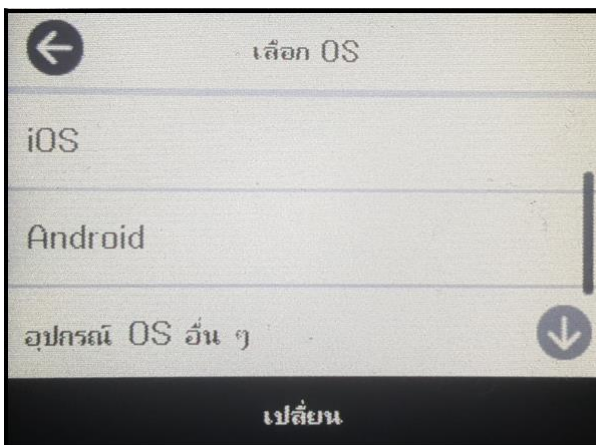 เลือก OS
iOS
Android
อุปกรณ์ OS อื่น ๆ
เปลี่ยน